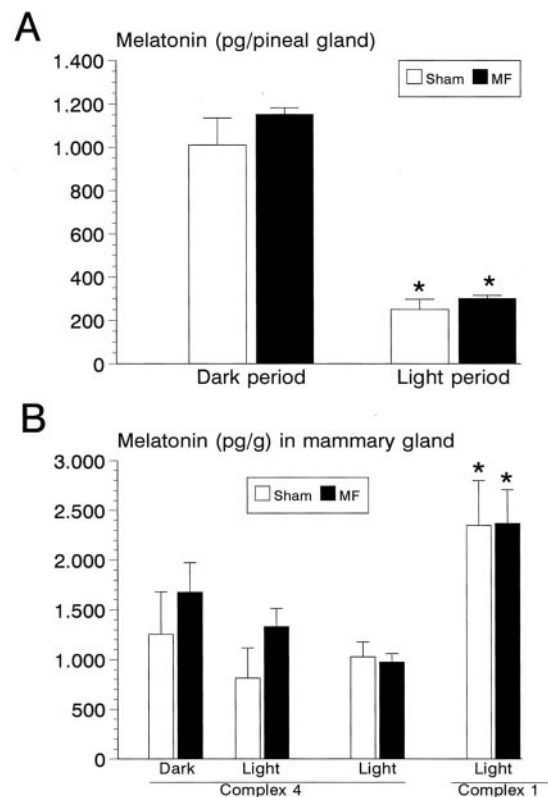 A
Melatonin (pg/pineal gland)
1.400
Sham MF
1.200
1.000
800
600
400
200
0
* *
Dark period Light period
B
Melatonin (pg/g) in mammary gland
3.000
Sham MF
2.500
2.000
1.500
1.000
500
0
* *
Dark Light Light Light
Complex 4 Complex 1